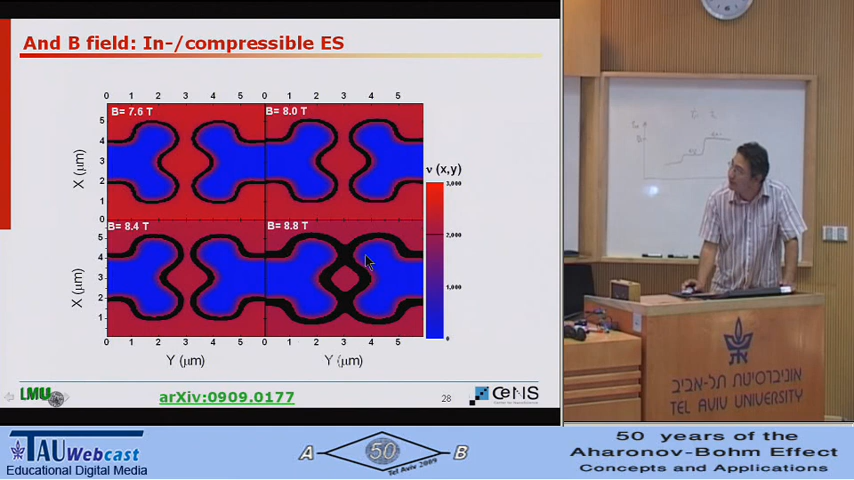 And B field: In-/compressible ES
0 1 2 3 4 5 0 1 2 3 4 5
B= 7.6 T
B= 8.0 T
5
4
3
2
1
0
X (μm)
ν (x,y)
3,000
2,000
1,000
0
B= 8.4 T
B= 8.8 T
5
4
3
2
1
X (μm)
0 1 2 3 4 5 0 1 2 3 4 5
Y (μm)
Y (μm)
LMU
arXiv:0909.0177
28
CeNS
אוניברסיטת תל-אביב
TEL AVIV UNIVERSITY
TAU Webcast
Educational Digital Media
A 50 B
Tel Aviv 2009
50 years of the
Aharonov-Bohm Effect
Concepts and Applications